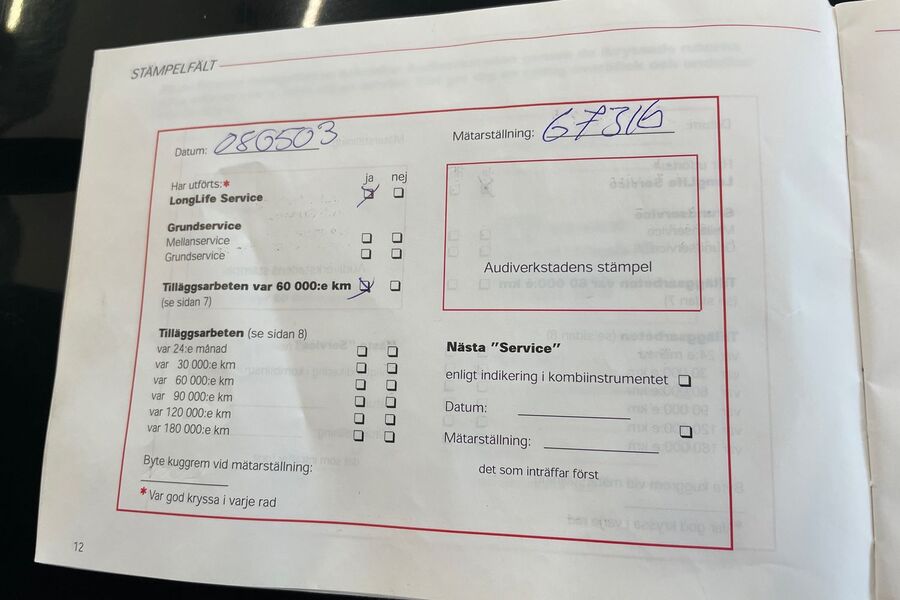 STÄMPELFÄLT
Datum: 080503
Mätarställning: 67316
Har utförts:*
ja nej
LongLife Service
Grundservice
Mellanservice
Grundservice
Tilläggsarbeten var 60 000:e km
(se sidan 7)
Tilläggsarbeten (se sidan 8)
var 24:e månad
var 30 000:e km
var 60 000:e km
var 90 000:e km
var 120 000:e km
var 180 000:e km
Byte kuggrem vid mätarställning:
* Var god kryssa i varje rad
Audiverkstadens stämpel
Nästa "Service"
enligt indikering i kombiinstrumentet
Datum:
Mätarställning:
det som inträffar först
12